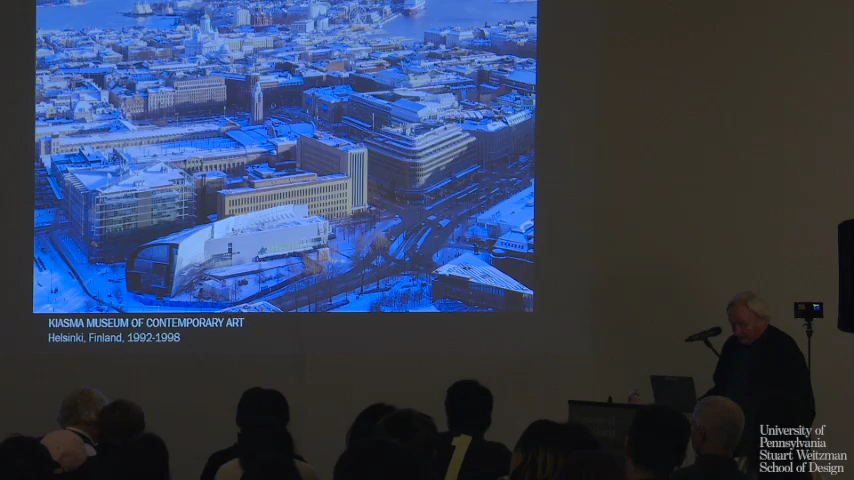 KIASMA MUSEUM OF CONTEMPORARY ART
Helsinki, Finland, 1992-1998
University of
Pennsylvania
Stuart Weitzman
School of Design